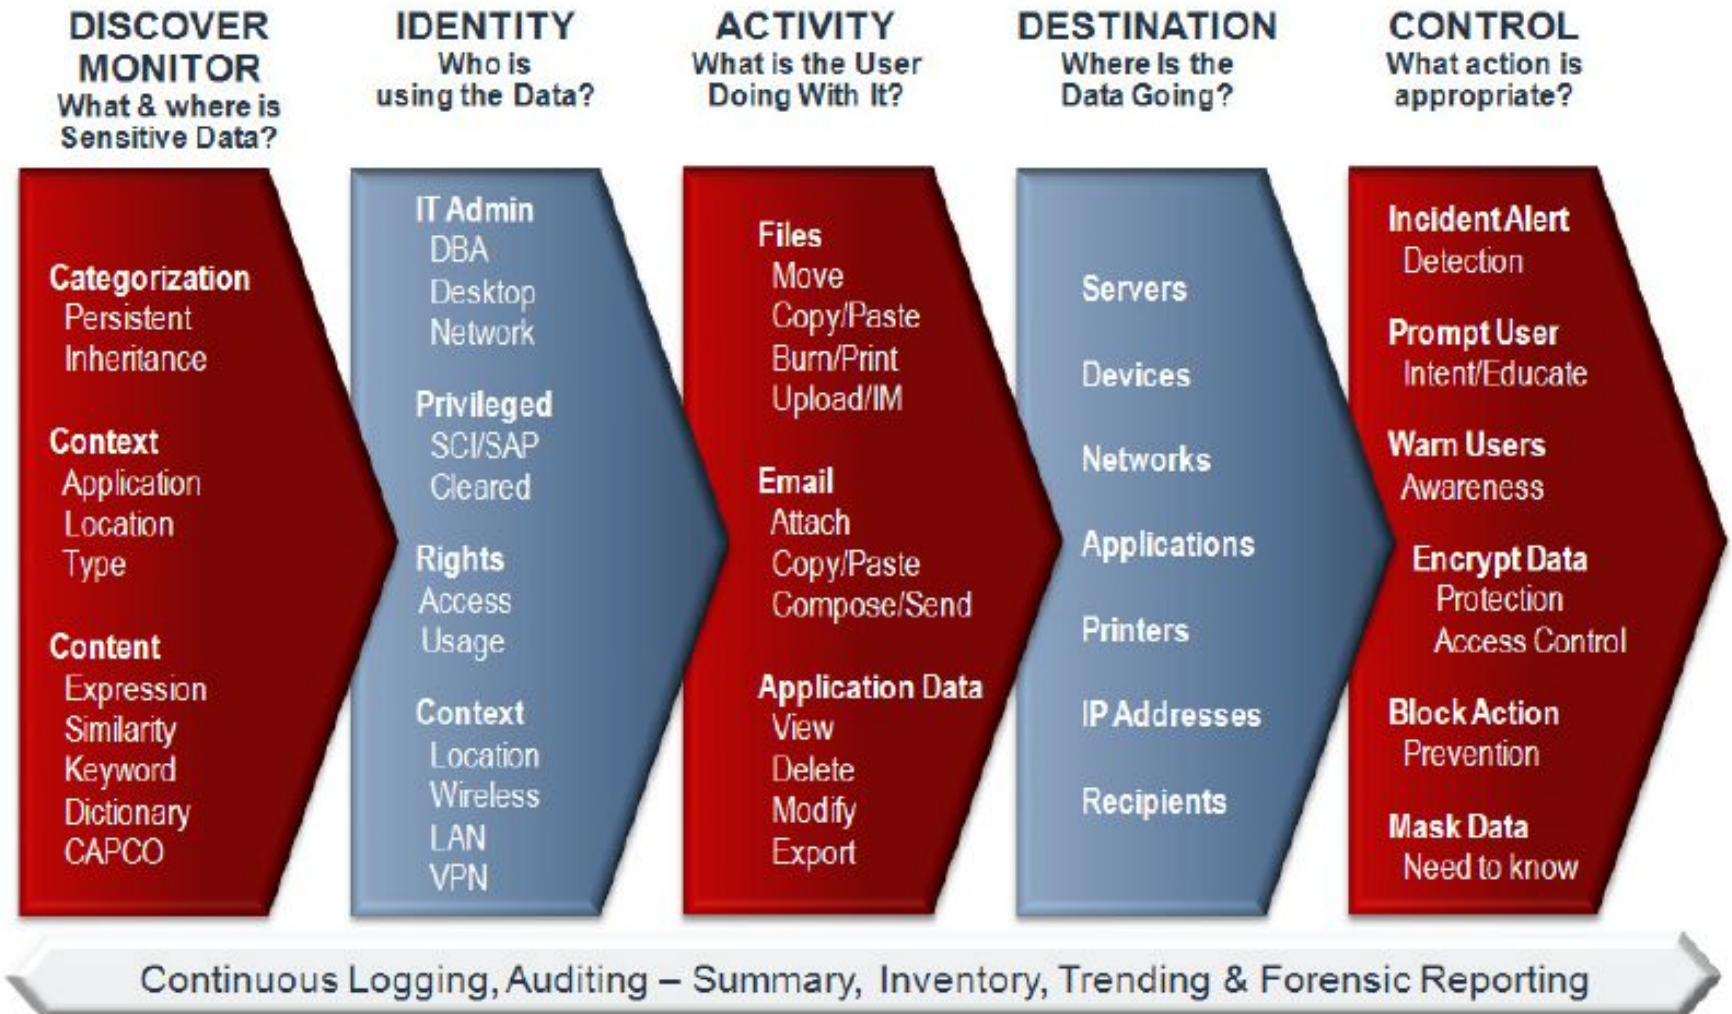 DISCOVER
MONITOR
What & where is
Sensitive Data?
Categorization
Persistent
Inheritance
Context
Application
Location
Type
Content
Expression
Similarity
Keyword
Dictionary
CAPCO
IDENTITY
Who is
using the Data?
IT Admin
DBA
Desktop
Network
Privileged
SCI/SAP
Cleared
Rights
Access
Usage
Context
Location
Wireless
LAN
VPN
ACTIVITY
What is the User
Doing With It?
Files
Move
Copy/Paste
Burn/Print
Upload/IM
Email
Attach
Copy/Paste
Compose/Send
Application Data
View
Delete
Modify
Export
DESTINATION
Where Is the
Data Going?
Servers
Devices
Networks
Applications
Printers
IP Addresses
Recipients
CONTROL
What action is
appropriate?
Incident Alert
Detection
Prompt User
Intent/Educate
Warn Users
Awareness
Encrypt Data
Protection
Access Control
Block Action
Prevention
Mask Data
Need to know
Continuous Logging, Auditing – Summary, Inventory, Trending & Forensic Reporting